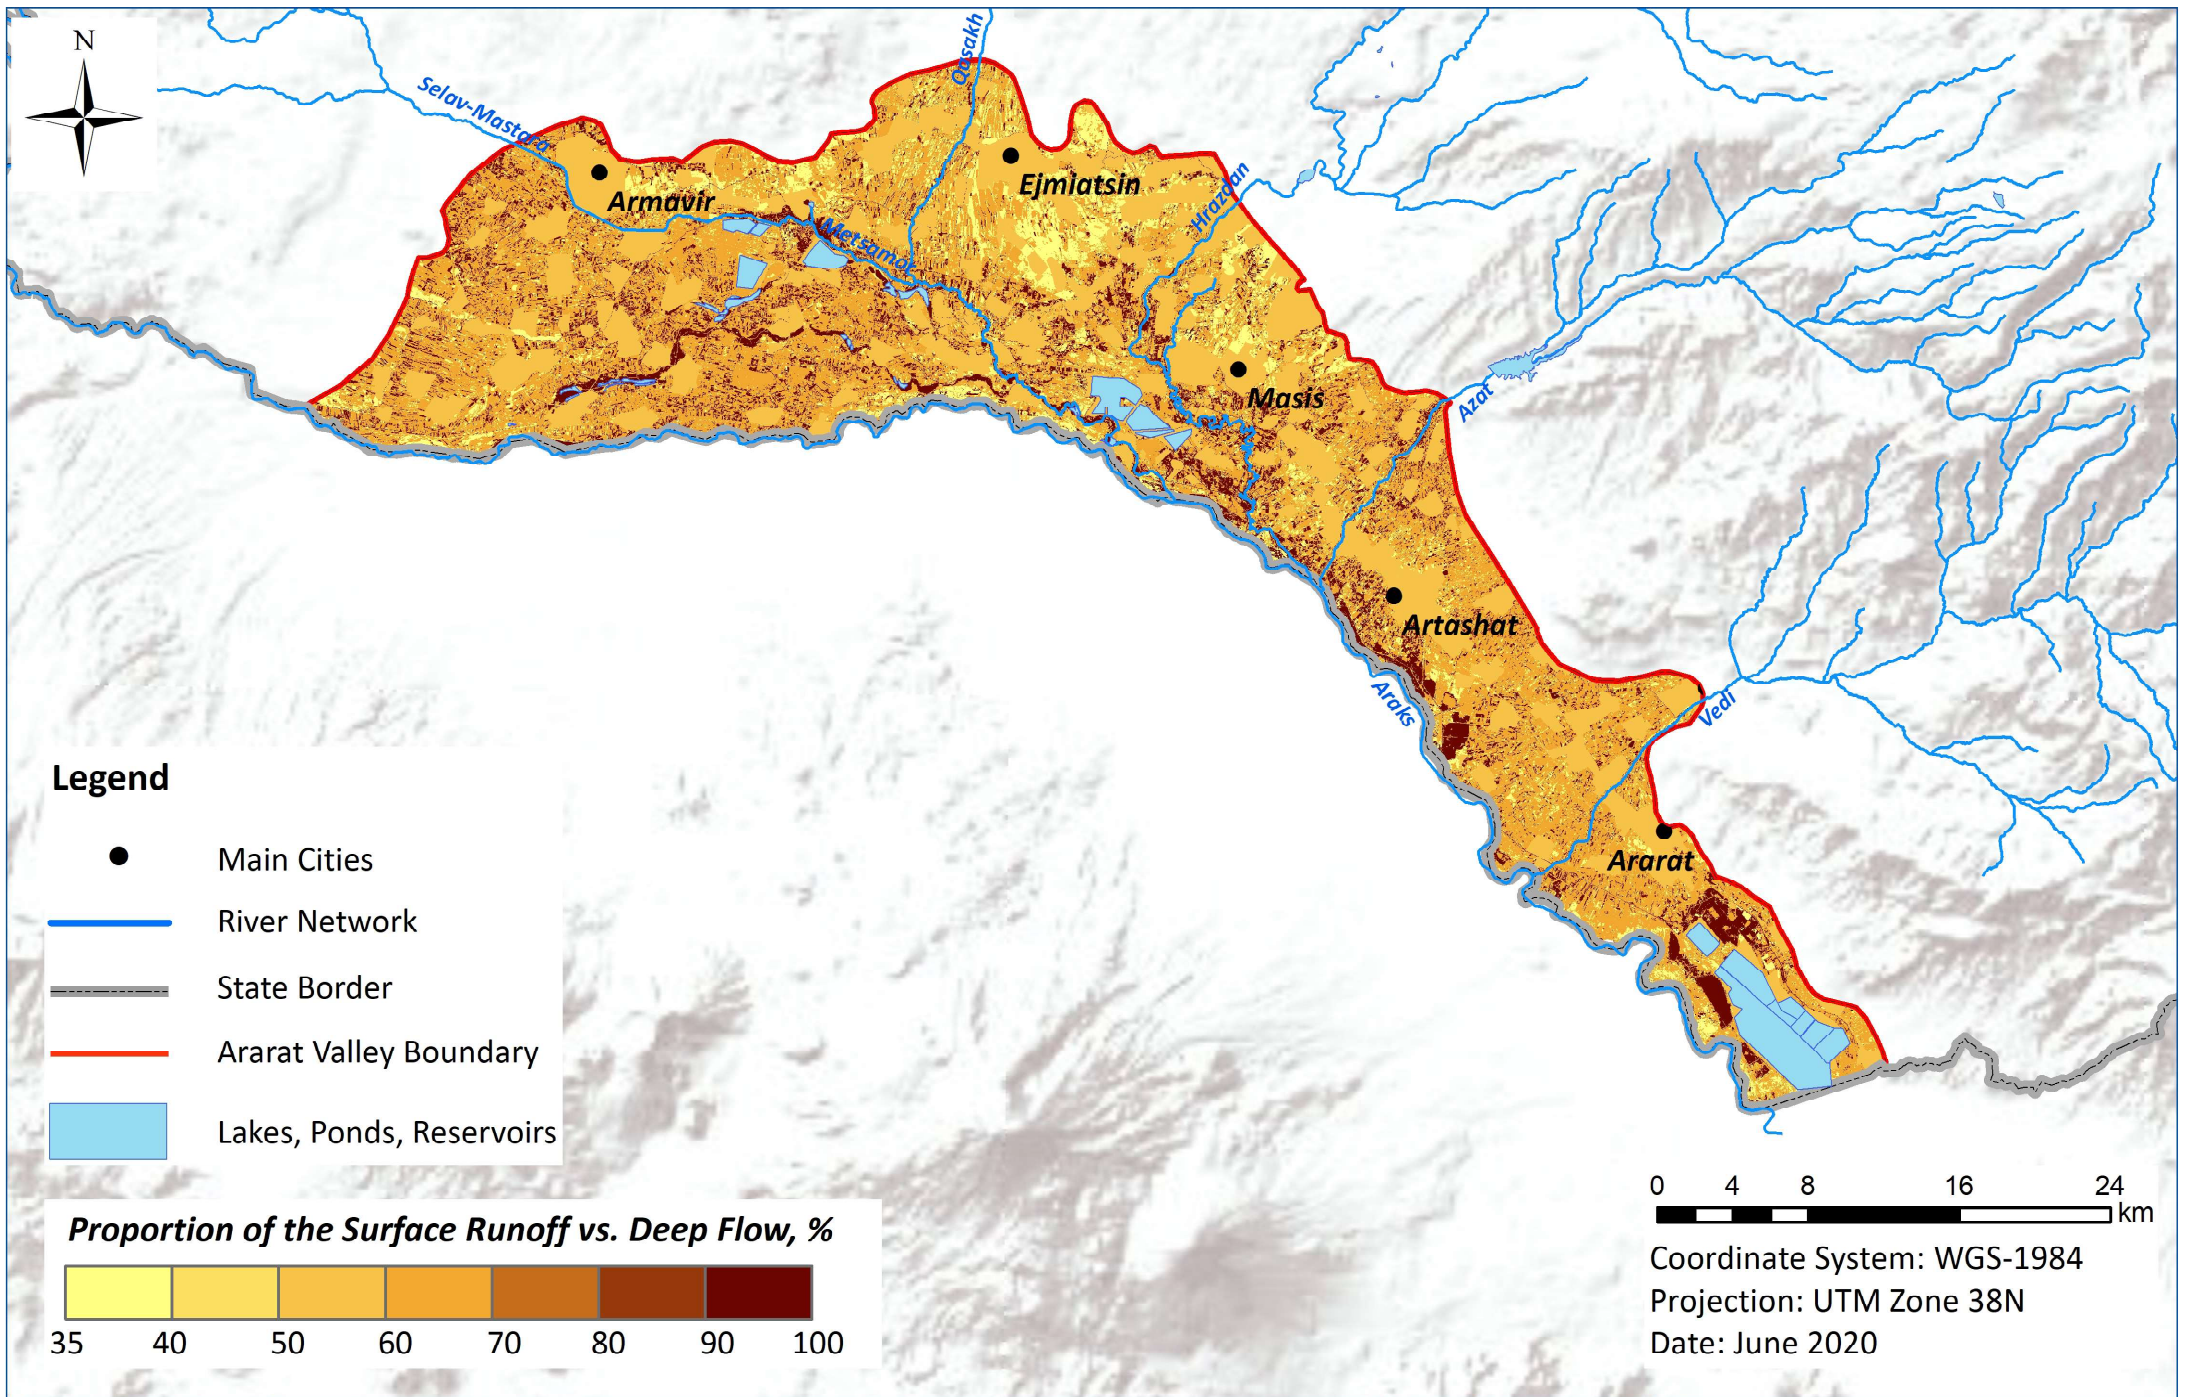 N
Qasakh
Selav-Mastara
Ejmiatsin
Armavir
Hrazdan
Metsamor
Masis
Azat
Artashat
Araks
Vedi
Ararat
Legend
Main Cities
River Network
State Border
Ararat Valley Boundary
Lakes, Ponds, Reservoirs
Proportion of the Surface Runoff vs. Deep Flow, %
35 40 50 60 70 80 90 100
0 4 8 16 24
km
Coordinate System: WGS-1984
Projection: UTM Zone 38N
Date: June 2020